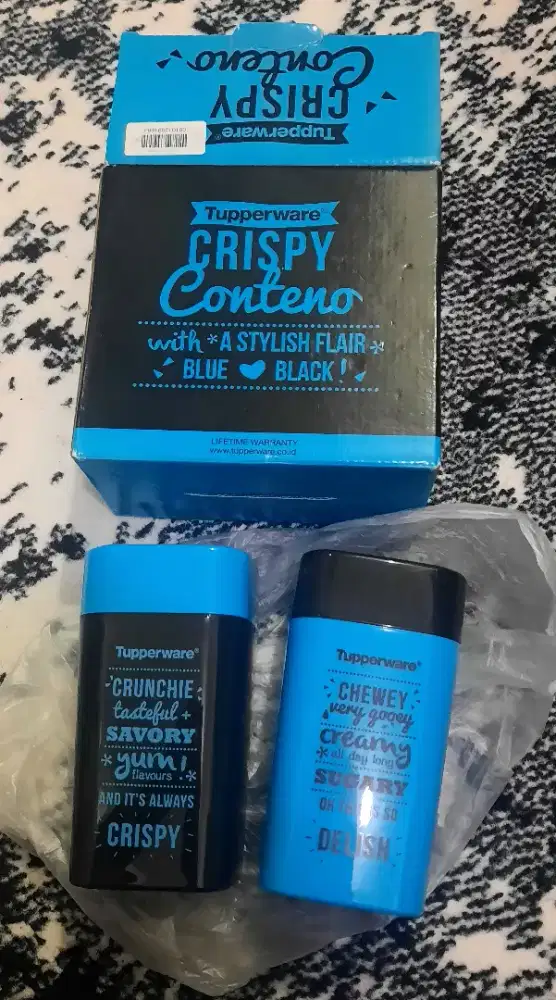 Conteno
CRISPY
Tupperware
Tupperware
CRISPY
Conteno
with *A STYLISH FLAIR*
BLUE BLACK!
LIFETIME WARRANTY
www.tupperware.co.id
Tupperware®
CRUNCHIE
tasteful +
SAVORY
*yum!*
flavours
AND IT'S ALWAYS
CRISPY
Tupperware®
CHEWEY
very gooey
creamy
*all day long
SUGARY
SO
DELISH